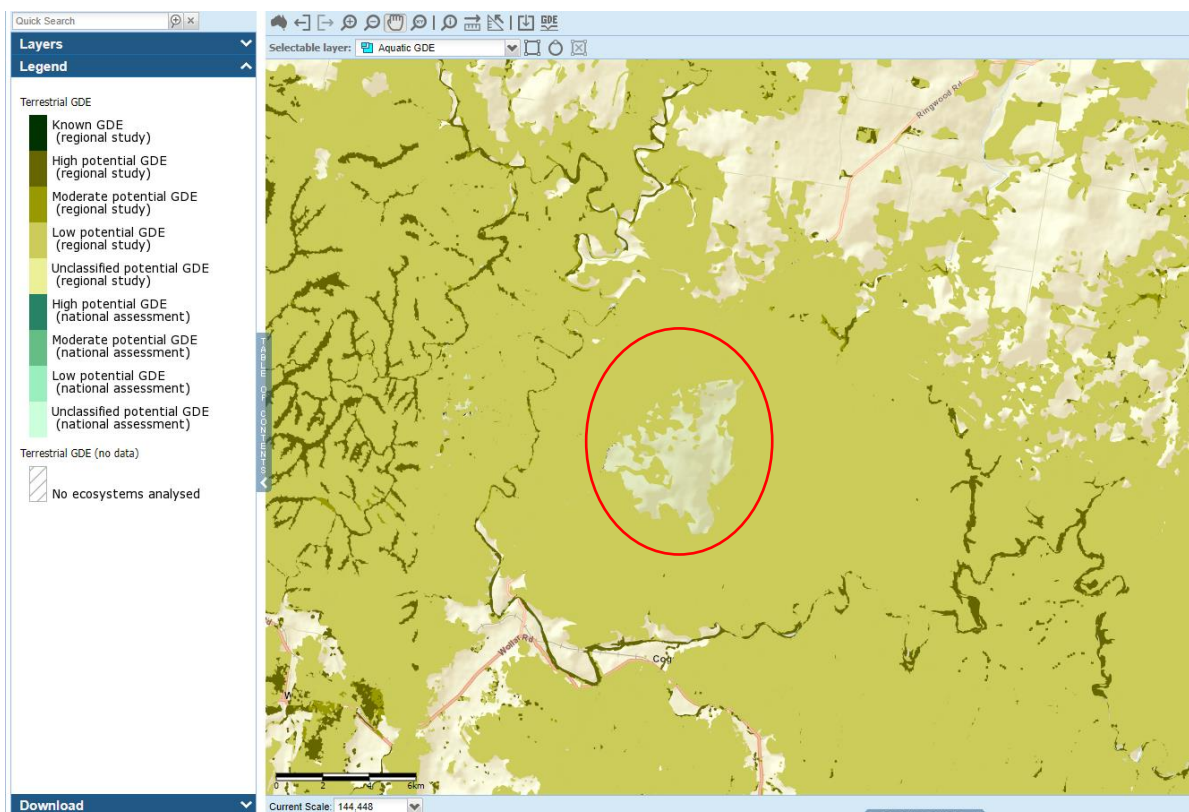 Quick Search
Layers
Legend
Terrestrial GDE
Known GDE
(regional study)
High potential GDE
(regional study)
Moderate potential GDE
(regional study)
Low potential GDE
(regional study)
Unclassified potential GDE
(regional study)
High potential GDE
(national assessment)
Moderate potential GDE
(national assessment)
Low potential GDE
(national assessment)
Unclassified potential GDE
(national assessment)
Terrestrial GDE (no data)
No ecosystems analysed
Download
TABLE OF CONTENTS
GDE
Selectable layer: Aquatic GDE
Ringwood Rd
Wollar Rd
Cog
W
0 2 4 6km
Current Scale: 144,448